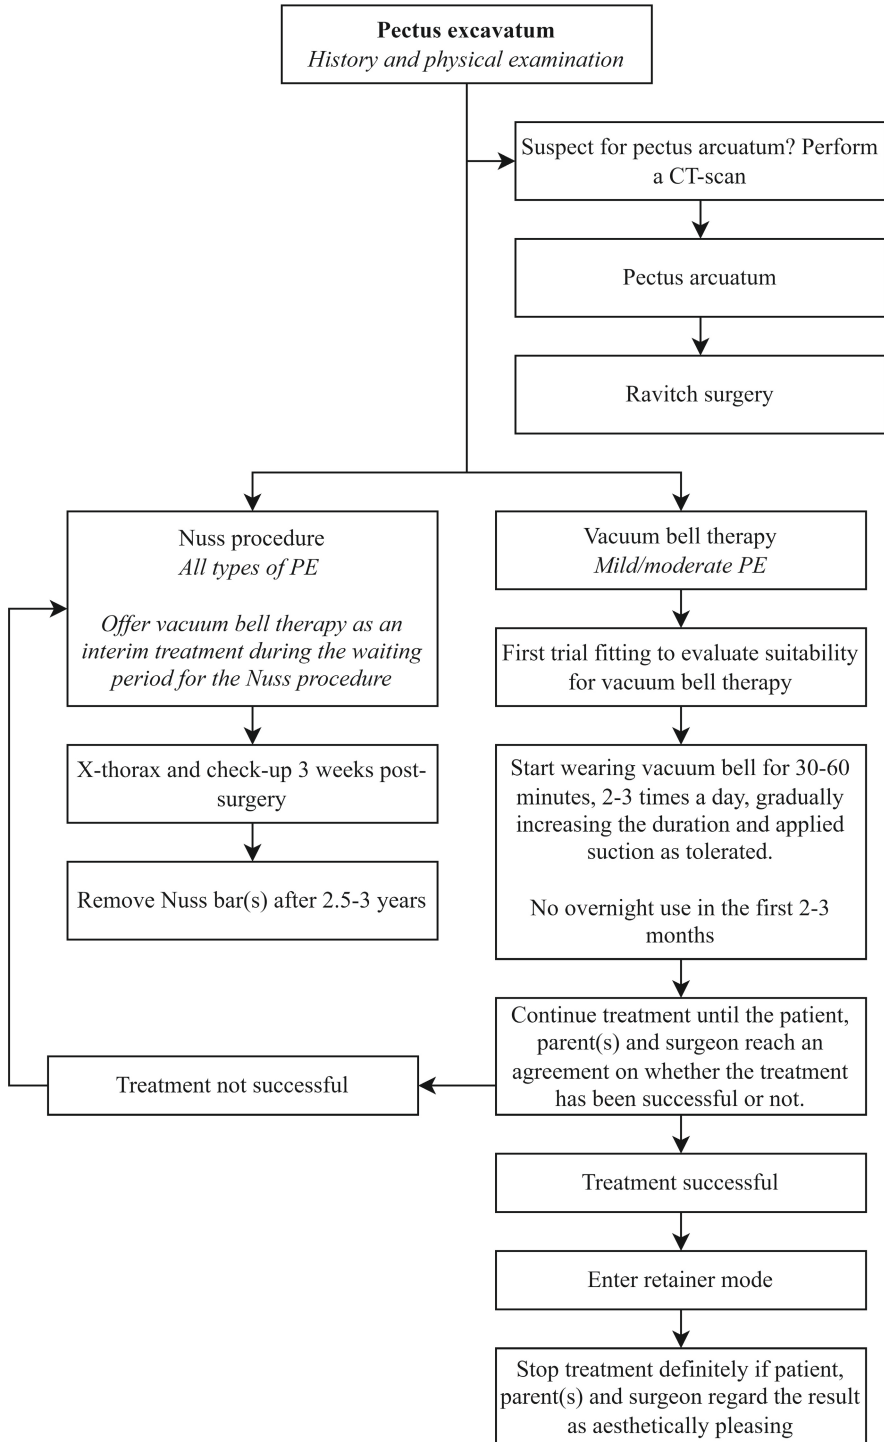 Pectus excavatum
History and physical examination
Suspect for pectus arcuatum? Perform
a CT-scan
Pectus arcuatum
Ravitch surgery
Nuss procedure
All types of PE
Offer vacuum bell therapy as an
interim treatment during the waiting
period for the Nuss procedure
X-thorax and check-up 3 weeks post-
surgery
Remove Nuss bar(s) after 2.5-3 years
Vacuum bell therapy
Mild/moderate PE
First trial fitting to evaluate suitability
for vacuum bell therapy
Start wearing vacuum bell for 30-60
minutes, 2-3 times a day, gradually
increasing the duration and applied
suction as tolerated.
No overnight use in the first 2-3
months
Continue treatment until the patient,
parent(s) and surgeon reach an
agreement on whether the treatment
has been successful or not.
Treatment not successful
Treatment successful
Enter retainer mode
Stop treatment definitely if patient,
parent(s) and surgeon regard the result
as aesthetically pleasing